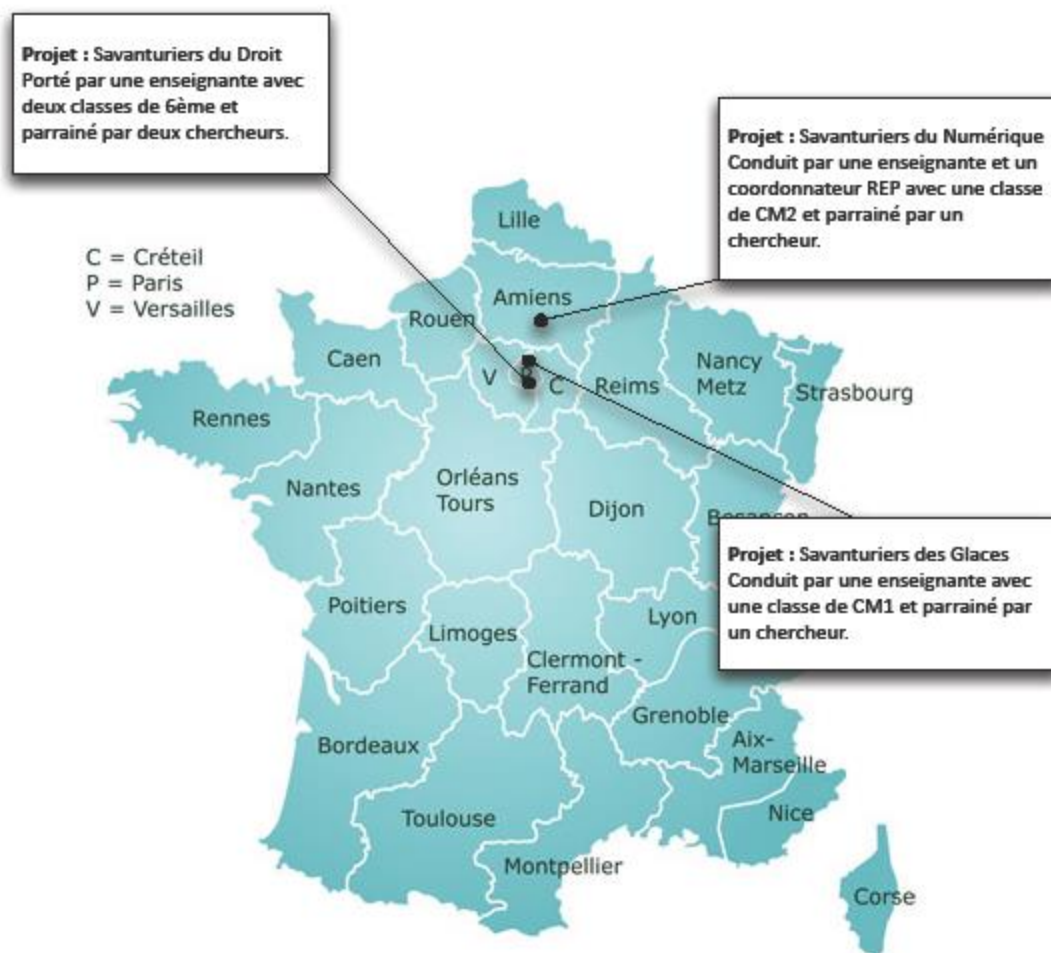 Projet : Savanturiers du Droit
Porté par une enseignante avec
deux classes de 6ème et
parrainé par deux chercheurs.
Projet : Savanturiers du Numérique
Conduit par une enseignante et un
coordonnateur REP avec une classe
de CM2 et parrainé par un
chercheur.
C = Créteil
P = Paris
V = Versailles
Lille
Amiens
Rouen
Caen
V
P
C
Reims
Nancy
Metz
Strasbourg
Rennes
Nantes
Orléans
Tours
Dijon
Besançon
Projet : Savanturiers des Glaces
Conduit par une enseignante avec
une classe de CM1 et parrainé par
un chercheur.
Poitiers
Limoges
Lyon
Clermont -
Ferrand
Grenoble
Bordeaux
Aix-
Marseille
Toulouse
Nice
Montpellier
Corse